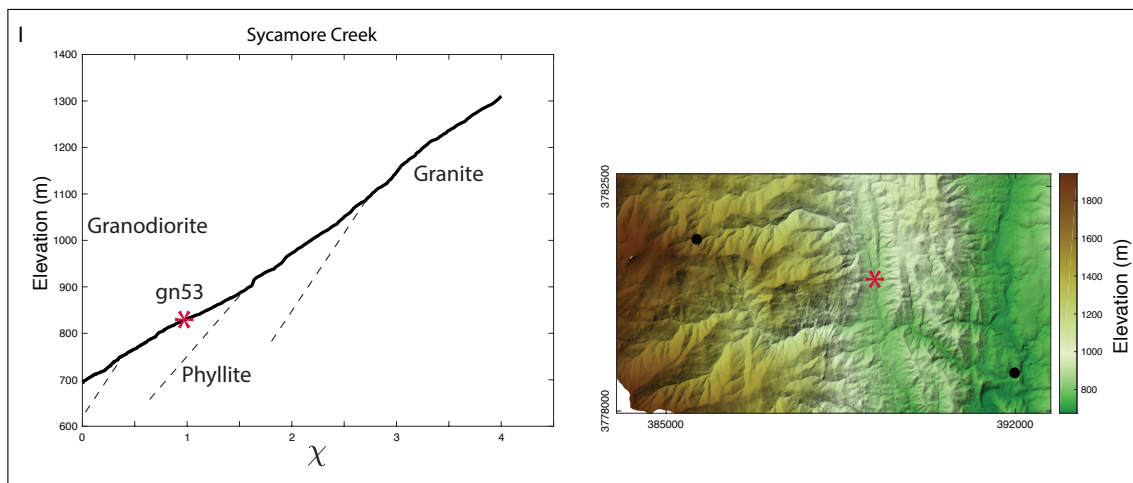 I
Sycamore Creek
1400
1300
1200
1100
1000
900
800
700
600
Elevation (m)
Granodiorite
Granite
gn53
Phyllite
0
1
2
3
4
χ
3782500
3778000
385000
392000
1800
1600
1400
1200
1000
800
Elevation (m)